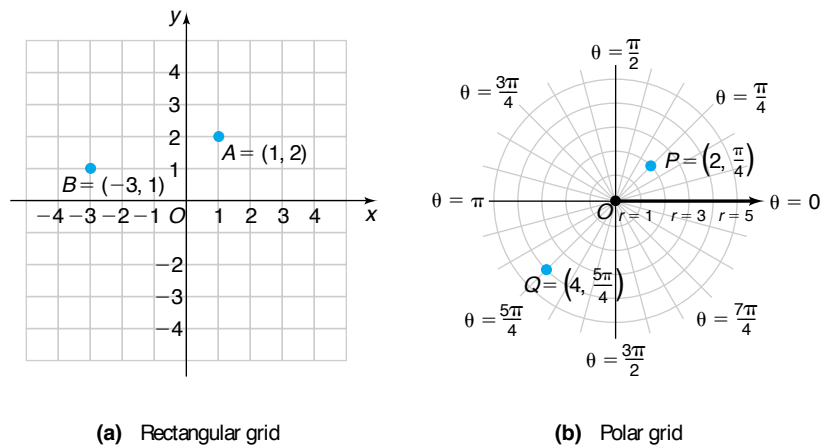 y
4
3
2
1
A = (1, 2)
B = (−3, 1)
−4 −3 −2 −1 O 1 2 3 4 x
−2
−3
−4
(a) Rectangular grid
θ = π/2
θ = 3π/4
θ = π/4
P = (2, π/4)
θ = π
O r = 1 r = 3 r = 5 θ = 0
Q = (4, 5π/4)
θ = 5π/4
θ = 7π/4
θ = 3π/2
(b) Polar grid